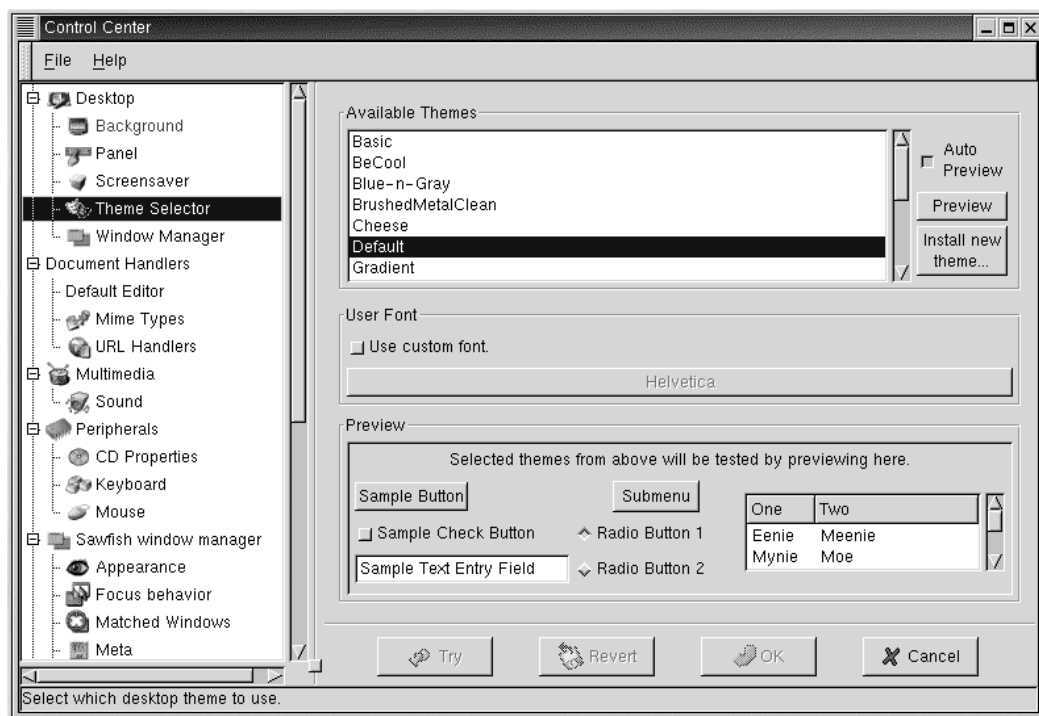 Control Center
File Help
Desktop
Background
Panel
Screensaver
Theme Selector
Window Manager
Document Handlers
Default Editor
Mime Types
URL Handlers
Multimedia
Sound
Peripherals
CD Properties
Keyboard
Mouse
Sawfish window manager
Appearance
Focus behavior
Matched Windows
Meta
Available Themes
Basic
BeCool
Blue-n-Gray
BrushedMetalClean
Cheese
Default
Gradient
Auto
Preview
Preview
Install new
theme...
User Font
Use custom font.
Helvetica
Preview
Selected themes from above will be tested by previewing here.
Sample Button
Submenu
Sample Check Button
Radio Button 1
Sample Text Entry Field
Radio Button 2
One Two
Eenie Meenie
Mynie Moe
Try
Revert
OK
Cancel
Select which desktop theme to use.